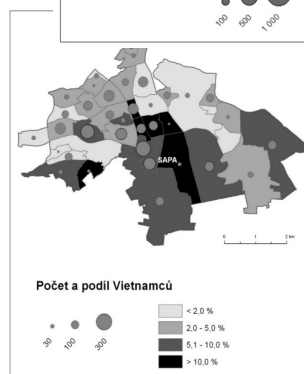 100 500 1 000
SAPA
0 1 2 km
Počet a podíl Vietnamců
30 100 300
< 2,0 %
2,0 - 5,0 %
5,1 - 10,0 %
> 10,0 %